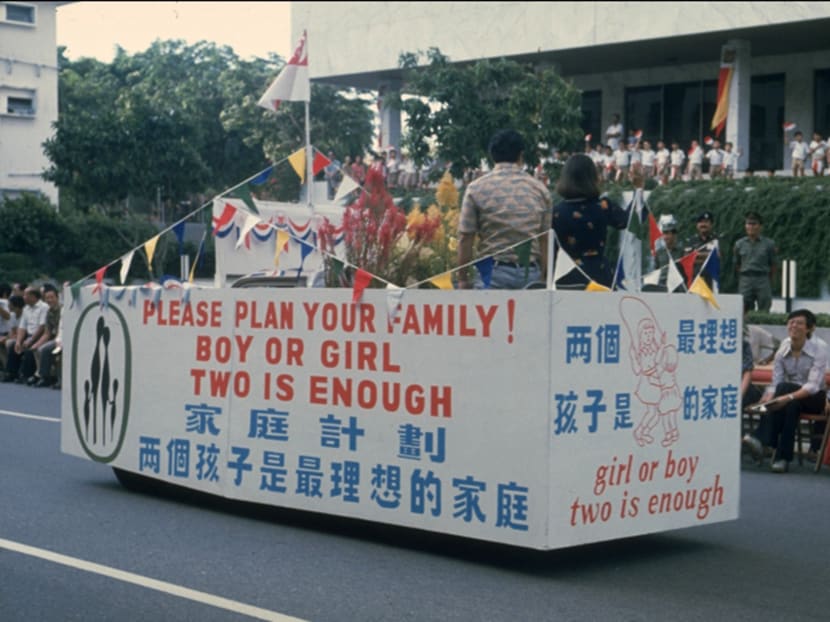 PLEASE PLAN YOUR FAMILY!
BOY OR GIRL
TWO IS ENOUGH
家庭計劃
两個孩子是最理想的家庭
两個 最理想
孩子是 的家庭
girl or boy
two is enough